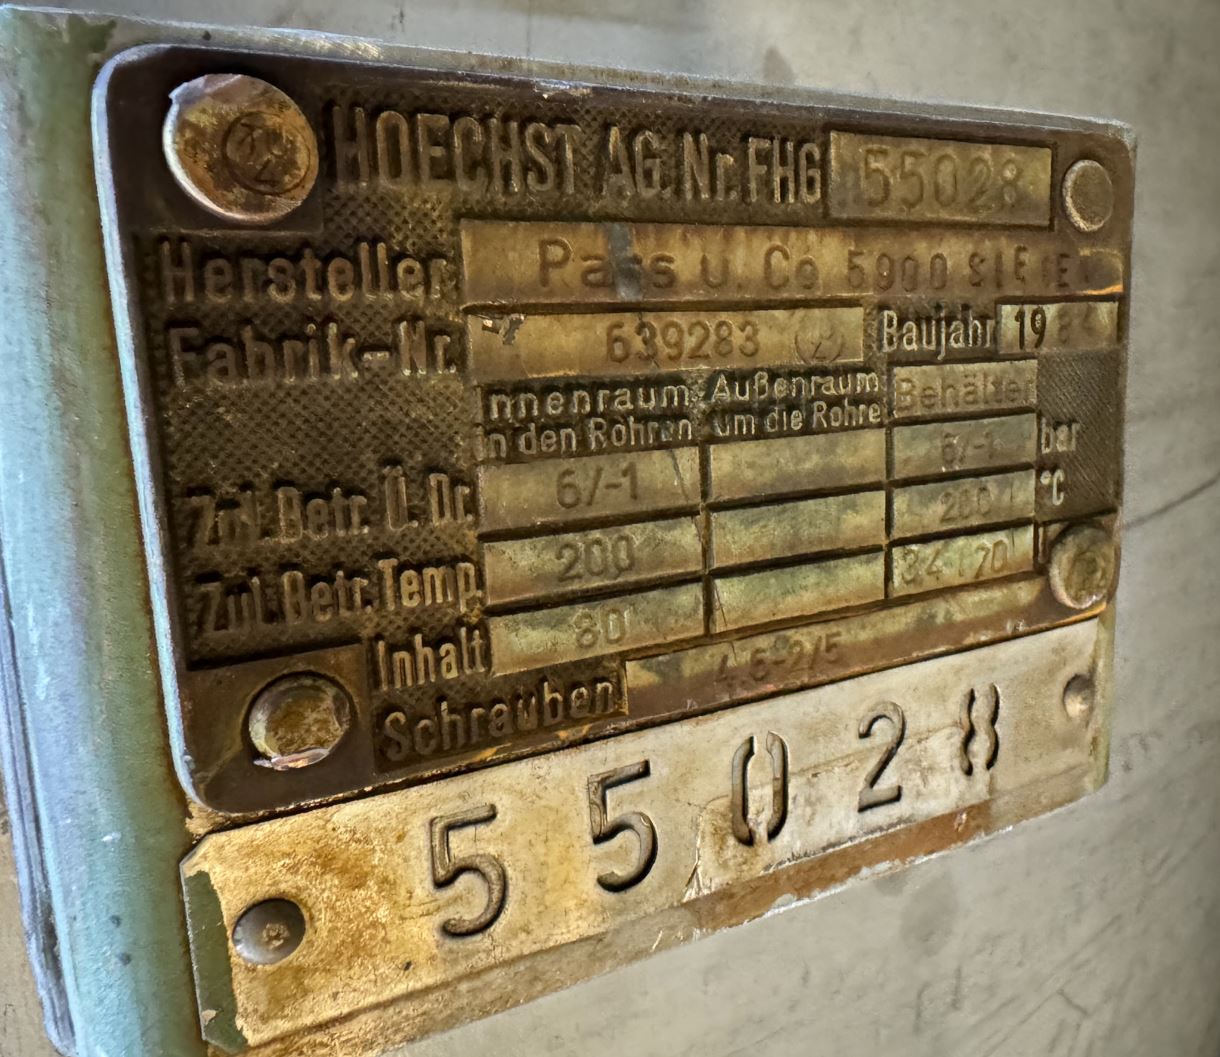 HOECHST AG. Nr. FHG 55028
Hersteller Pass u. Co 5900 SIEGEN
Fabrik-Nr. 639283 Baujahr 1984
Innenraum Außenraum Behälter
in den Rohren um die Rohre
Zul. Betr. Ü. Dr. 6/-1 6/-1 bar
Zul. Betr. Temp. 200 200 °C
Inhalt 80
Schrauben 4.6-2/5
55028